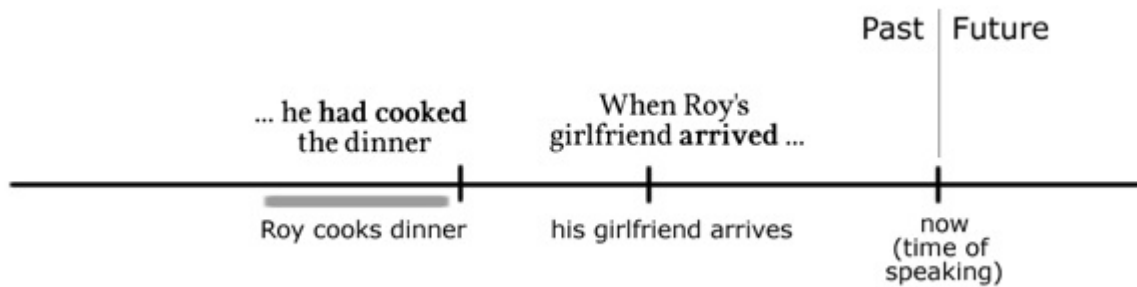 Past Future
... he had cooked
the dinner
When Roy's
girlfriend arrived ...
Roy cooks dinner
his girlfriend arrives
now
(time of
speaking)